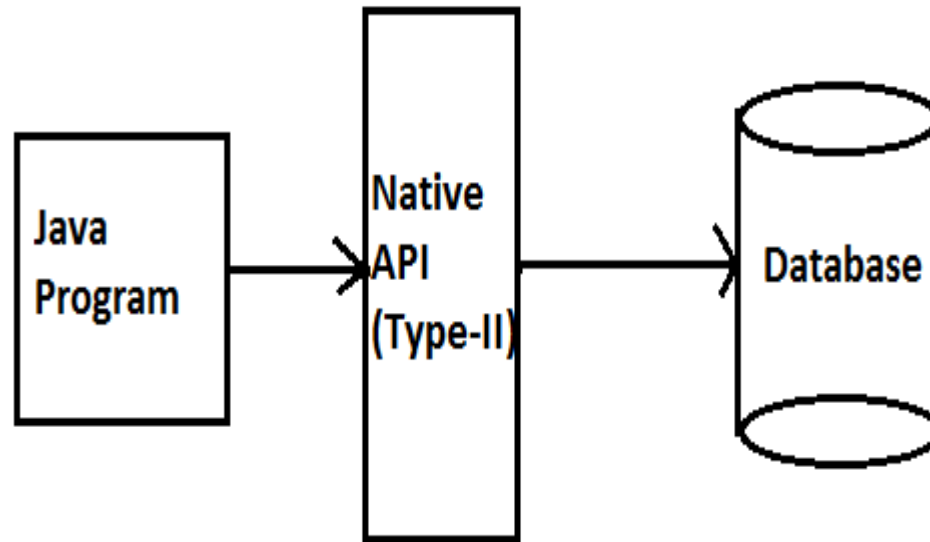 Java
Program
Native
API
(Type-II)
Database